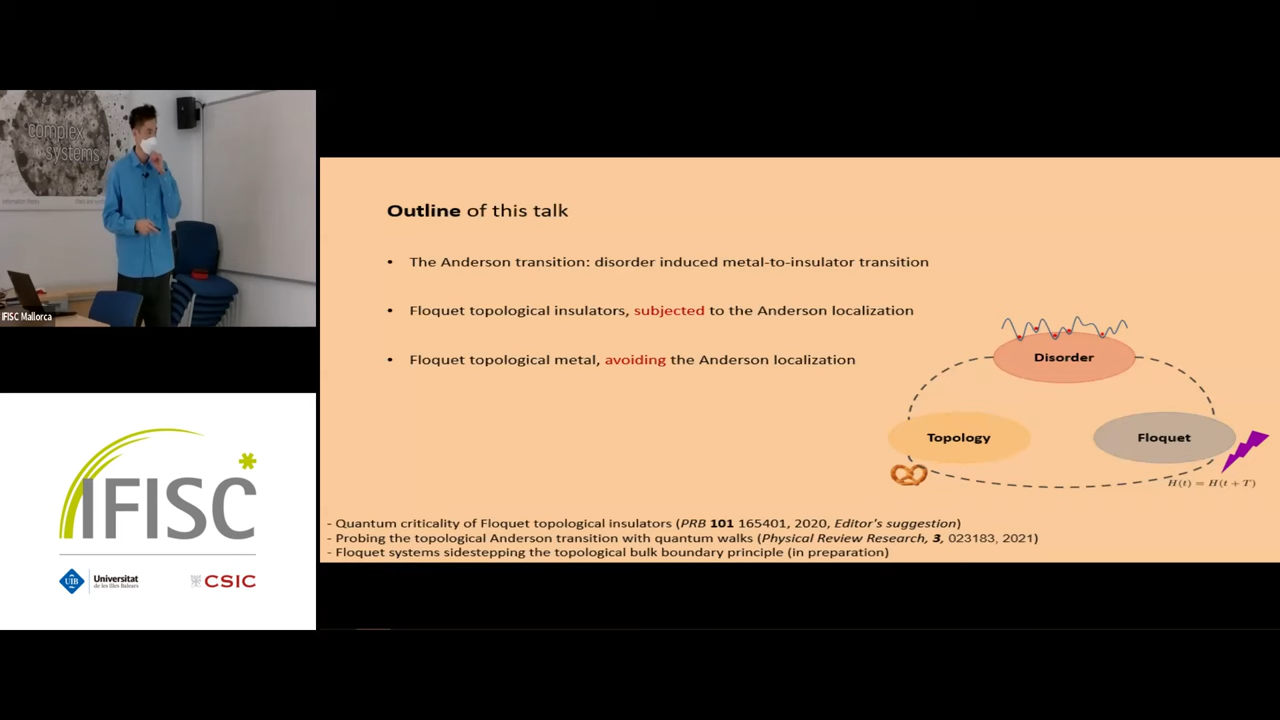 complex
systems
IFISC Mallorca
IFISC
Universitat
de les Illes Balears
UIB
CSIC
Outline of this talk
• The Anderson transition: disorder induced metal-to-insulator transition
• Floquet topological insulators, subjected to the Anderson localization
• Floquet topological metal, avoiding the Anderson localization
Disorder
Topology
Floquet
H(t) = H(t + T)
- Quantum criticality of Floquet topological insulators (PRB 101 165401, 2020, Editor's suggestion)
- Probing the topological Anderson transition with quantum walks (Physical Review Research, 3, 023183, 2021)
- Floquet systems sidestepping the topological bulk boundary principle (in preparation)